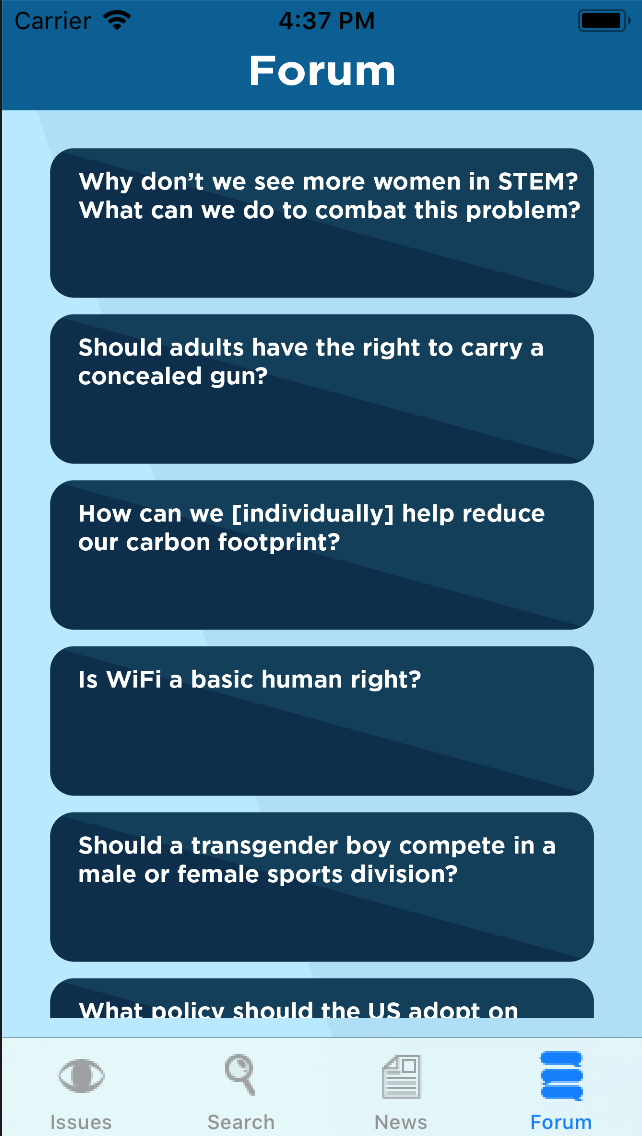 Carrier 4:37 PM
Forum
Why don’t we see more women in STEM?
What can we do to combat this problem?
Should adults have the right to carry a
concealed gun?
How can we [individually] help reduce
our carbon footprint?
Is WiFi a basic human right?
Should a transgender boy compete in a
male or female sports division?
What policy should the US adopt on
Issues Search News Forum